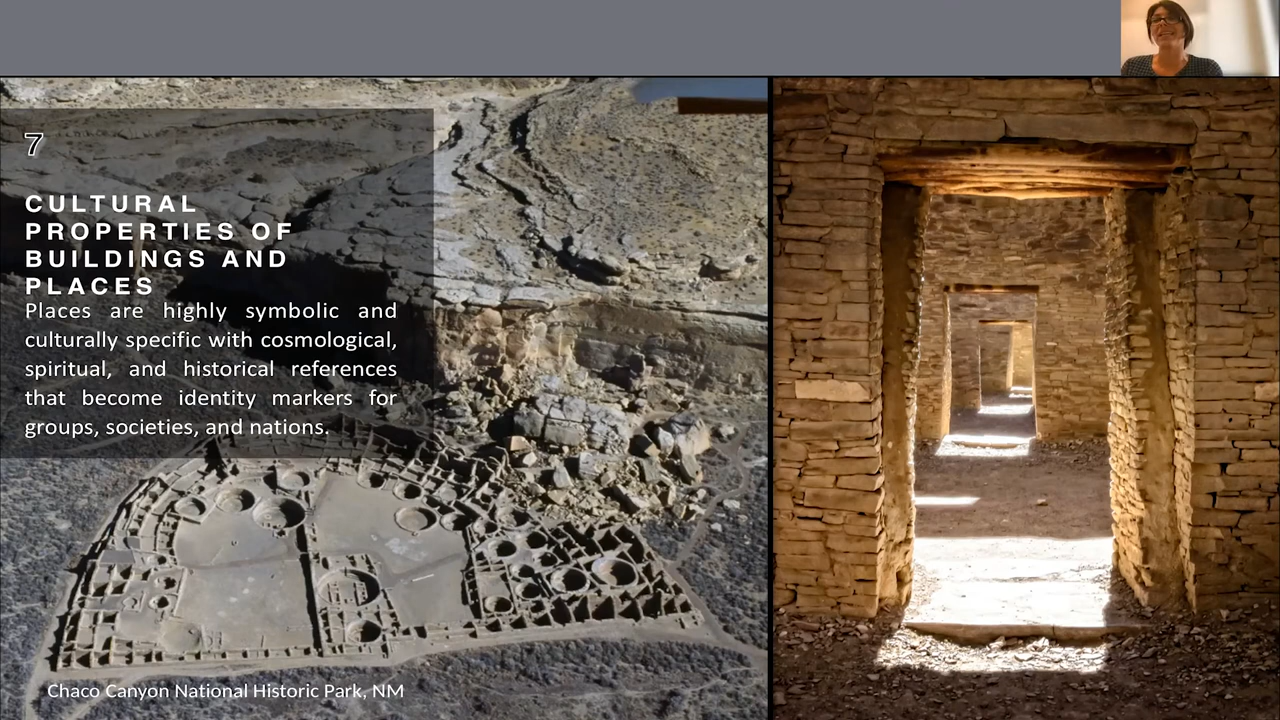 7
CULTURAL
PROPERTIES OF
BUILDINGS AND
PLACES
Places are highly symbolic and
culturally specific with cosmological,
spiritual, and historical references
that become identity markers for
groups, societies, and nations.
Chaco Canyon National Historic Park, NM